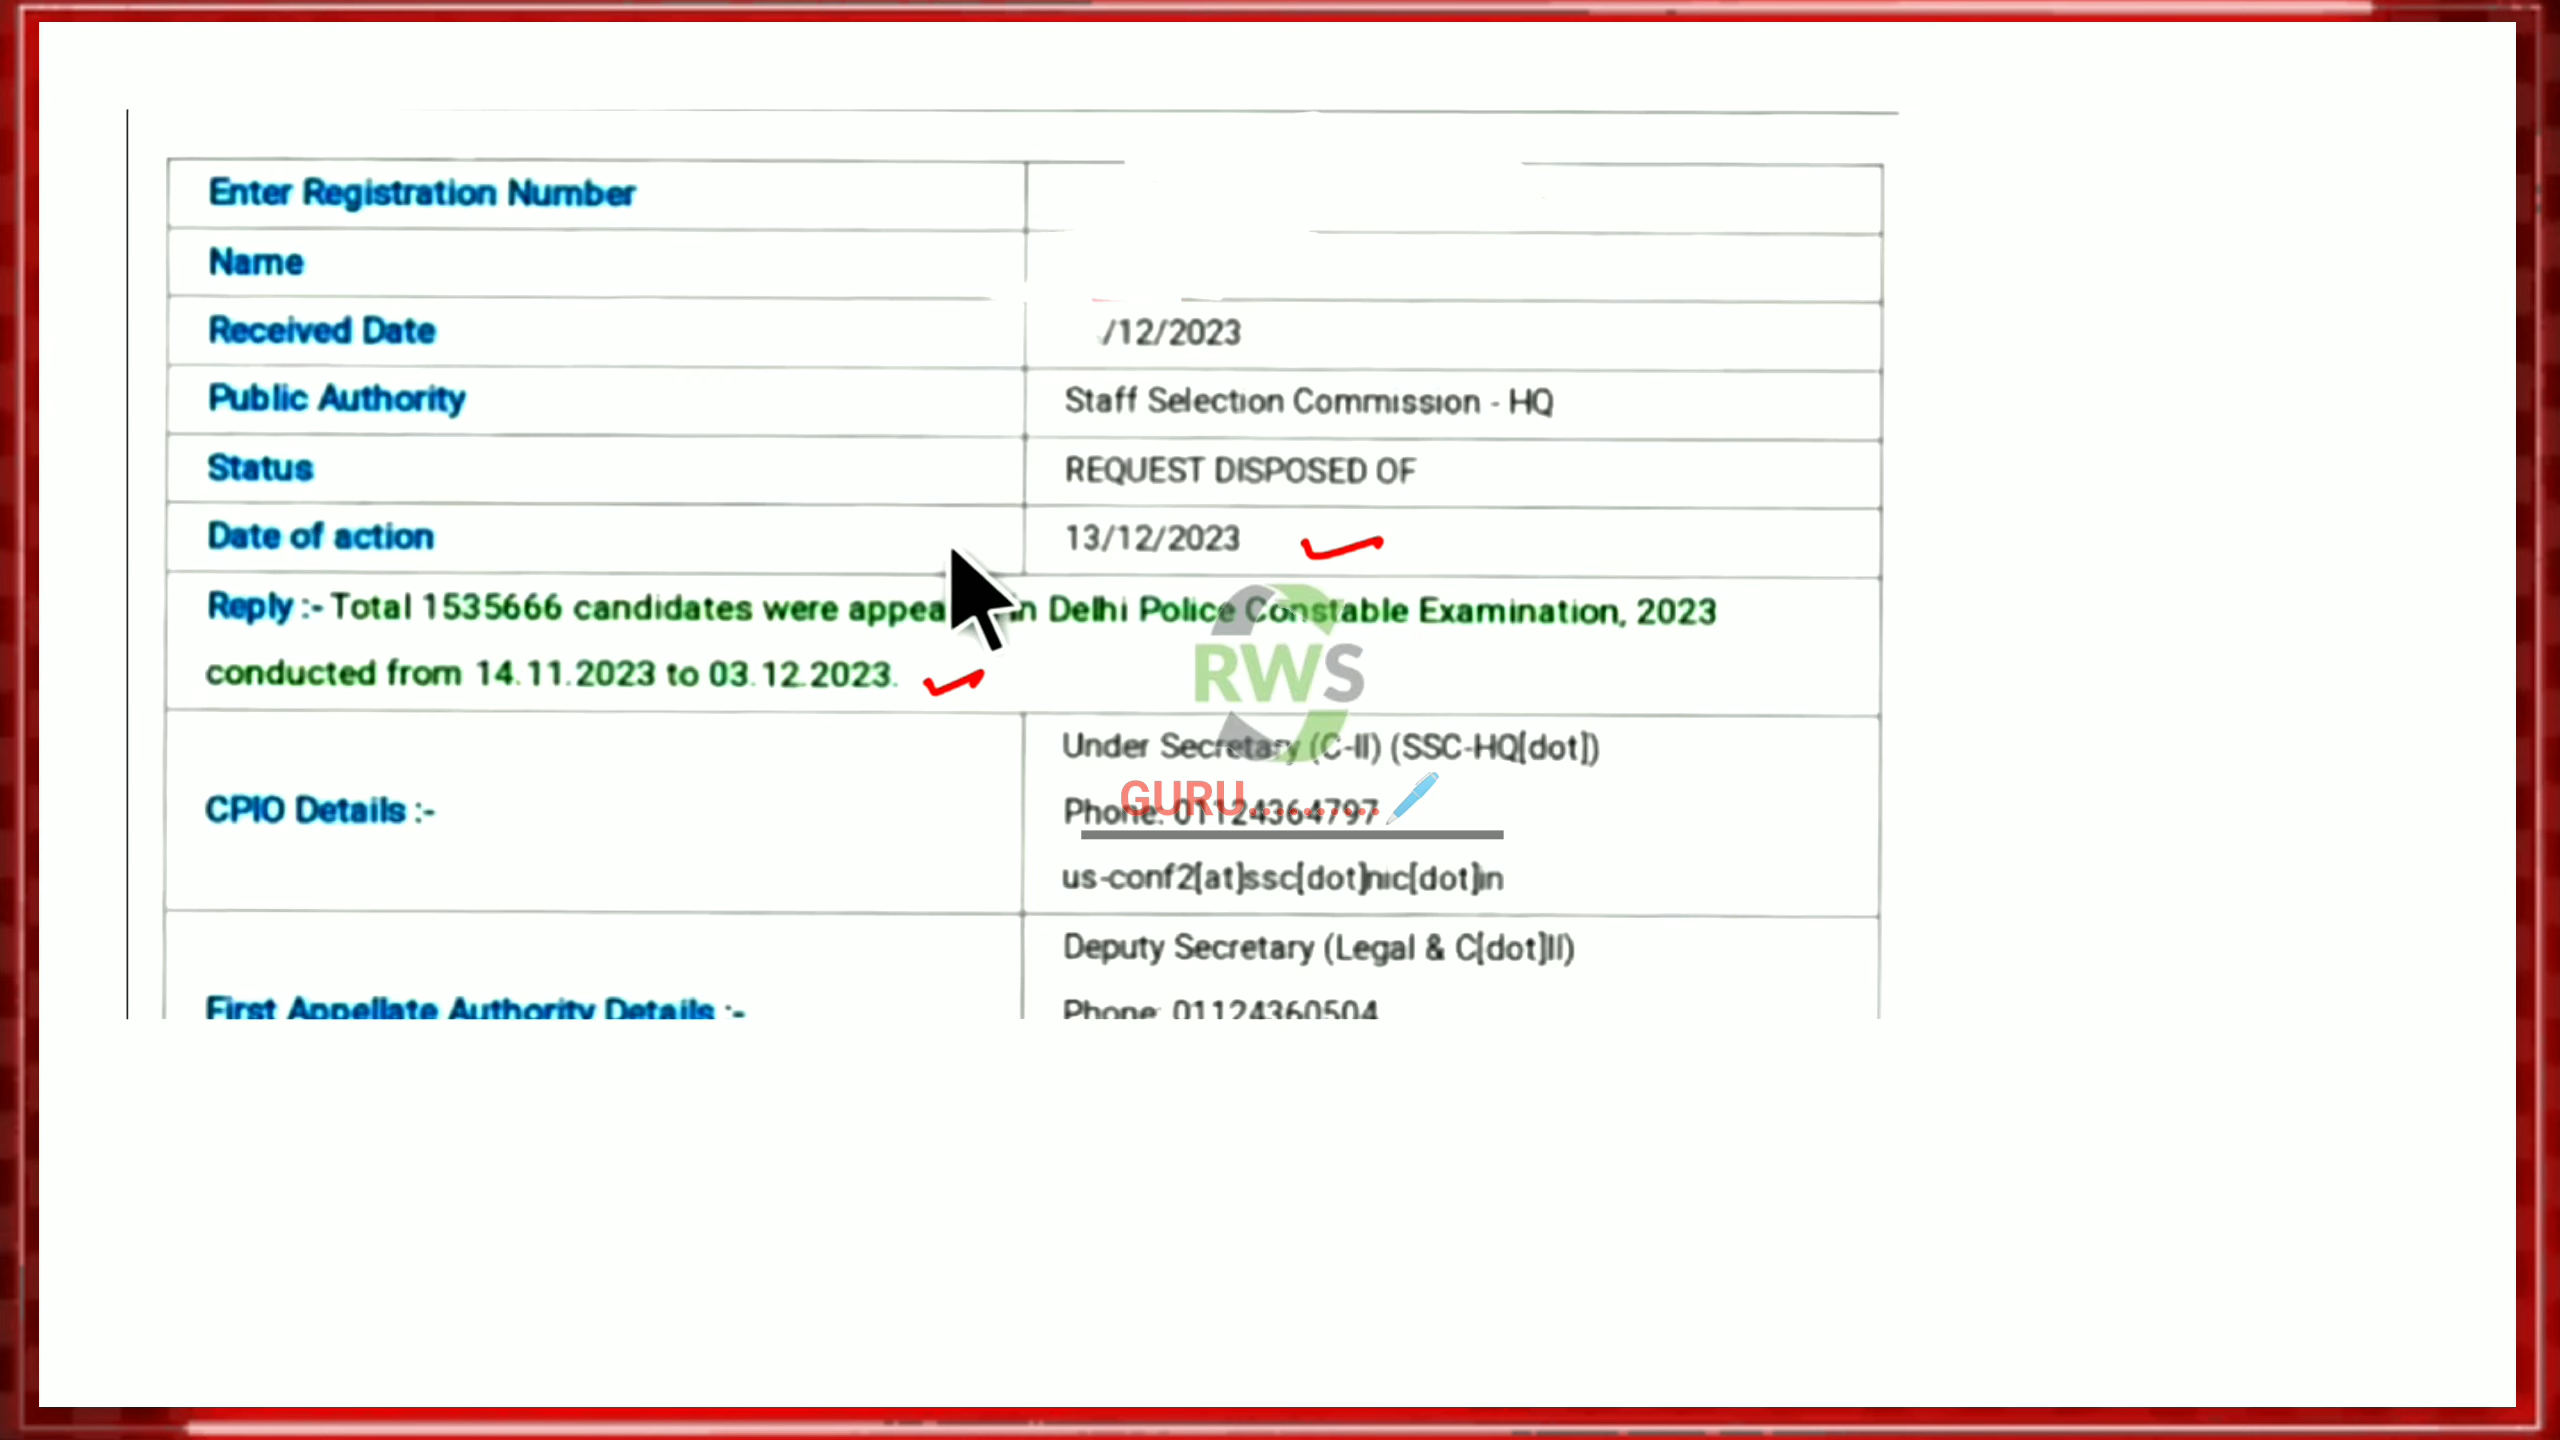 Enter Registration Number
Name
Received Date /12/2023
Public Authority Staff Selection Commission - HQ
Status REQUEST DISPOSED OF
Date of action 13/12/2023
Reply :- Total 1535666 candidates were in Delhi Police Constable Examination, 2023
conducted from 14.11.2023 to 03.12.2023.
RWS
Under Secretary (C-II) (SSC-HQ[dot])
GURU..........
CPIO Details :- Phone: 01124364797
us-conf2[at]ssc[dot]nic[dot]in
Deputy Secretary (Legal & C[dot]II)
First Appellate Authority Details :- Phone: 01124360504